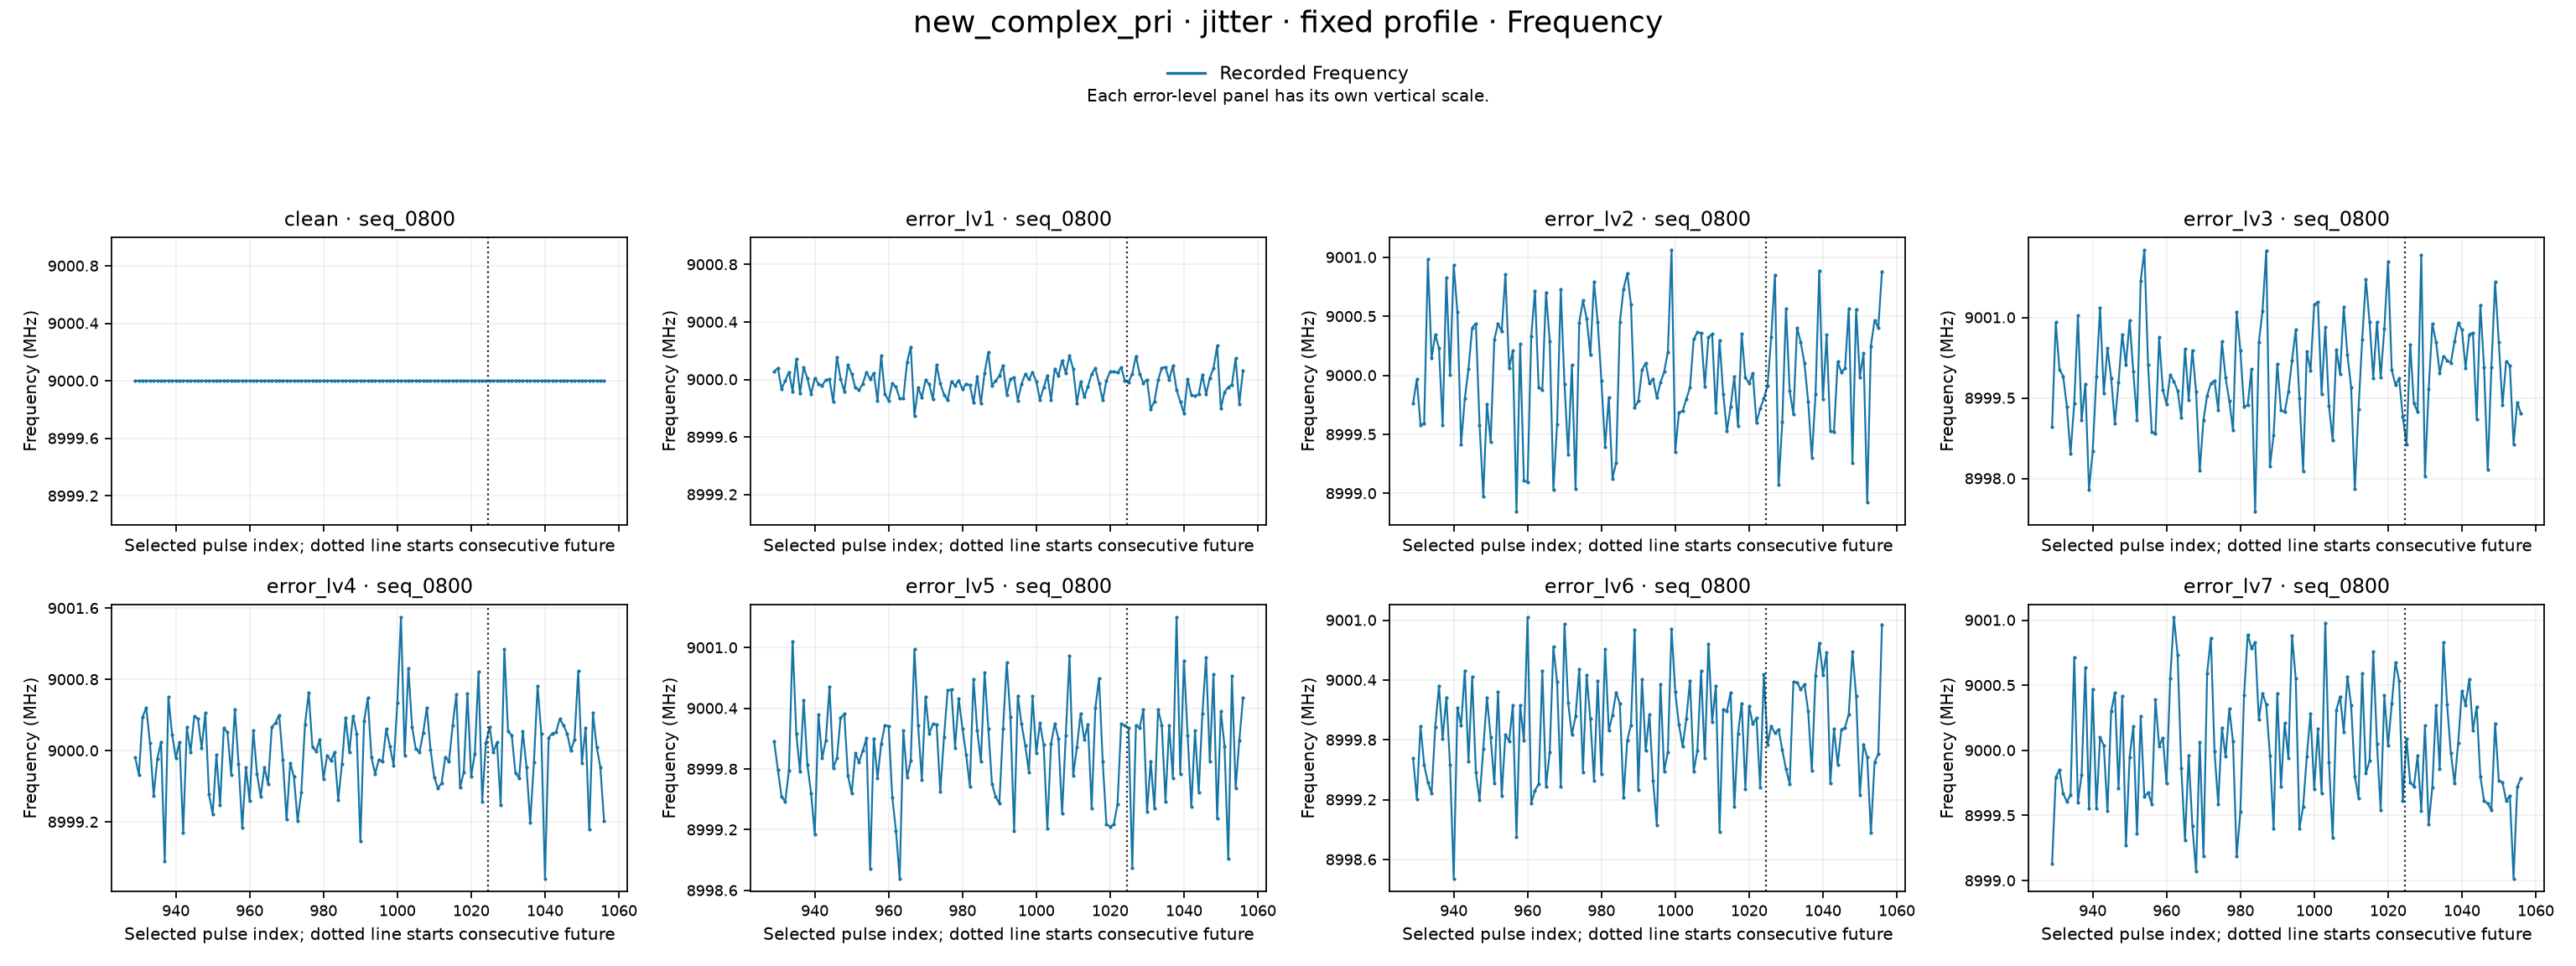 new_complex_pri · jitter · fixed profile · Frequency
Recorded Frequency
Each error-level panel has its own vertical scale.
clean · seq_0800
Frequency (MHz)
9000.8
9000.4
9000.0
8999.6
8999.2
Selected pulse index; dotted line starts consecutive future
error_lv1 · seq_0800
Frequency (MHz)
9000.8
9000.4
9000.0
8999.6
8999.2
Selected pulse index; dotted line starts consecutive future
error_lv2 · seq_0800
Frequency (MHz)
9001.0
9000.5
9000.0
8999.5
8999.0
Selected pulse index; dotted line starts consecutive future
error_lv3 · seq_0800
Frequency (MHz)
9001.0
8999.5
8998.0
Selected pulse index; dotted line starts consecutive future
error_lv4 · seq_0800
Frequency (MHz)
9001.6
9000.8
9000.0
8999.2
940 960 980 1000 1020 1040 1060
Selected pulse index; dotted line starts consecutive future
error_lv5 · seq_0800
Frequency (MHz)
9001.0
9000.4
8999.8
8999.2
8998.6
940 960 980 1000 1020 1040 1060
Selected pulse index; dotted line starts consecutive future
error_lv6 · seq_0800
Frequency (MHz)
9001.0
9000.4
8999.8
8999.2
8998.6
940 960 980 1000 1020 1040 1060
Selected pulse index; dotted line starts consecutive future
error_lv7 · seq_0800
Frequency (MHz)
9001.0
9000.5
9000.0
8999.5
8999.0
940 960 980 1000 1020 1040 1060
Selected pulse index; dotted line starts consecutive future